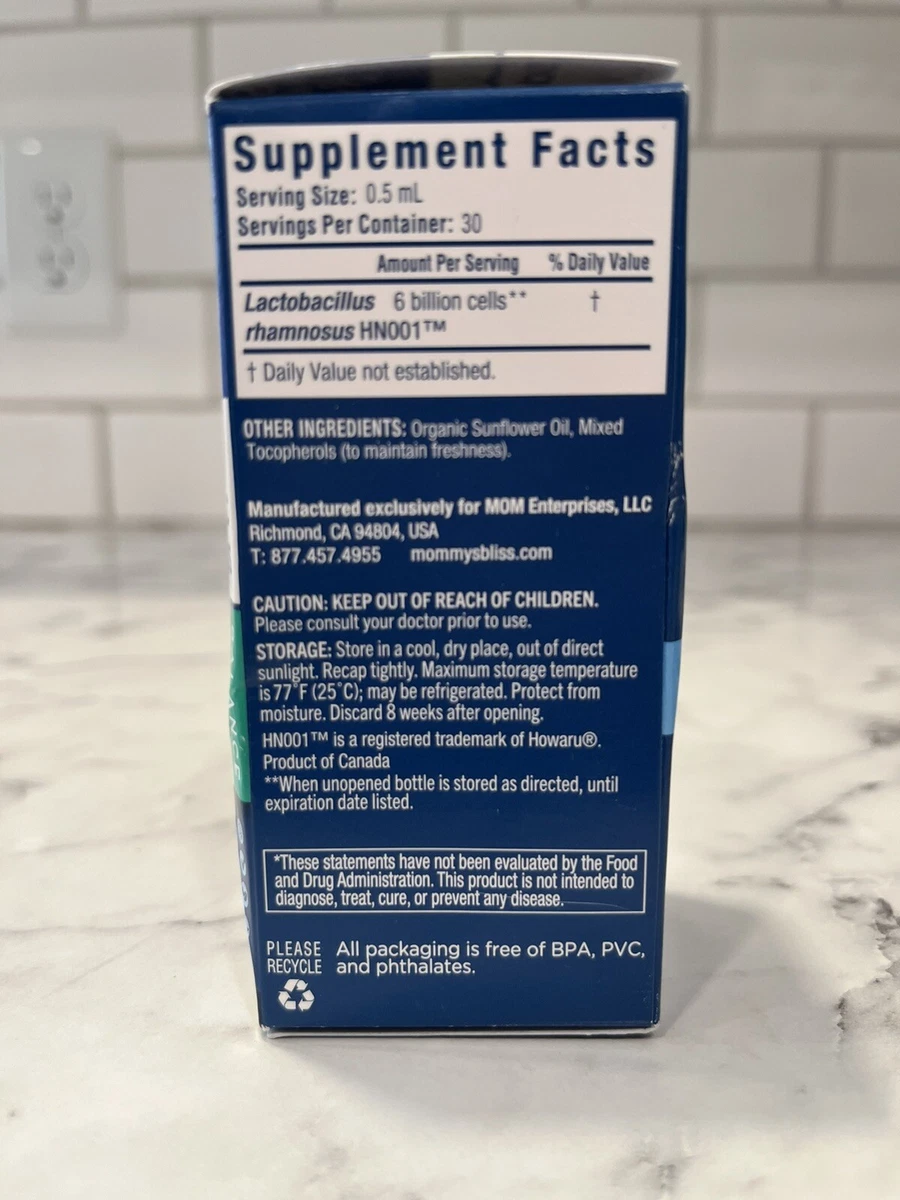 Supplement Facts
Serving Size: 0.5 mL
Servings Per Container: 30
Amount Per Serving % Daily Value
Lactobacillus 6 billion cells** †
rhamnosus HN001™
† Daily Value not established.
OTHER INGREDIENTS: Organic Sunflower Oil, Mixed
Tocopherols (to maintain freshness).
Manufactured exclusively for MOM Enterprises, LLC
Richmond, CA 94804, USA
T: 877.457.4955 mommysbliss.com
CAUTION: KEEP OUT OF REACH OF CHILDREN.
Please consult your doctor prior to use.
STORAGE: Store in a cool, dry place, out of direct
sunlight. Recap tightly. Maximum storage temperature
is 77°F (25°C); may be refrigerated. Protect from
moisture. Discard 8 weeks after opening.
HN001™ is a registered trademark of Howaru®.
Product of Canada
**When unopened bottle is stored as directed, until
expiration date listed.
*These statements have not been evaluated by the Food
and Drug Administration. This product is not intended to
diagnose, treat, cure, or prevent any disease.
PLEASE
RECYCLE
All packaging is free of BPA, PVC,
and phthalates.